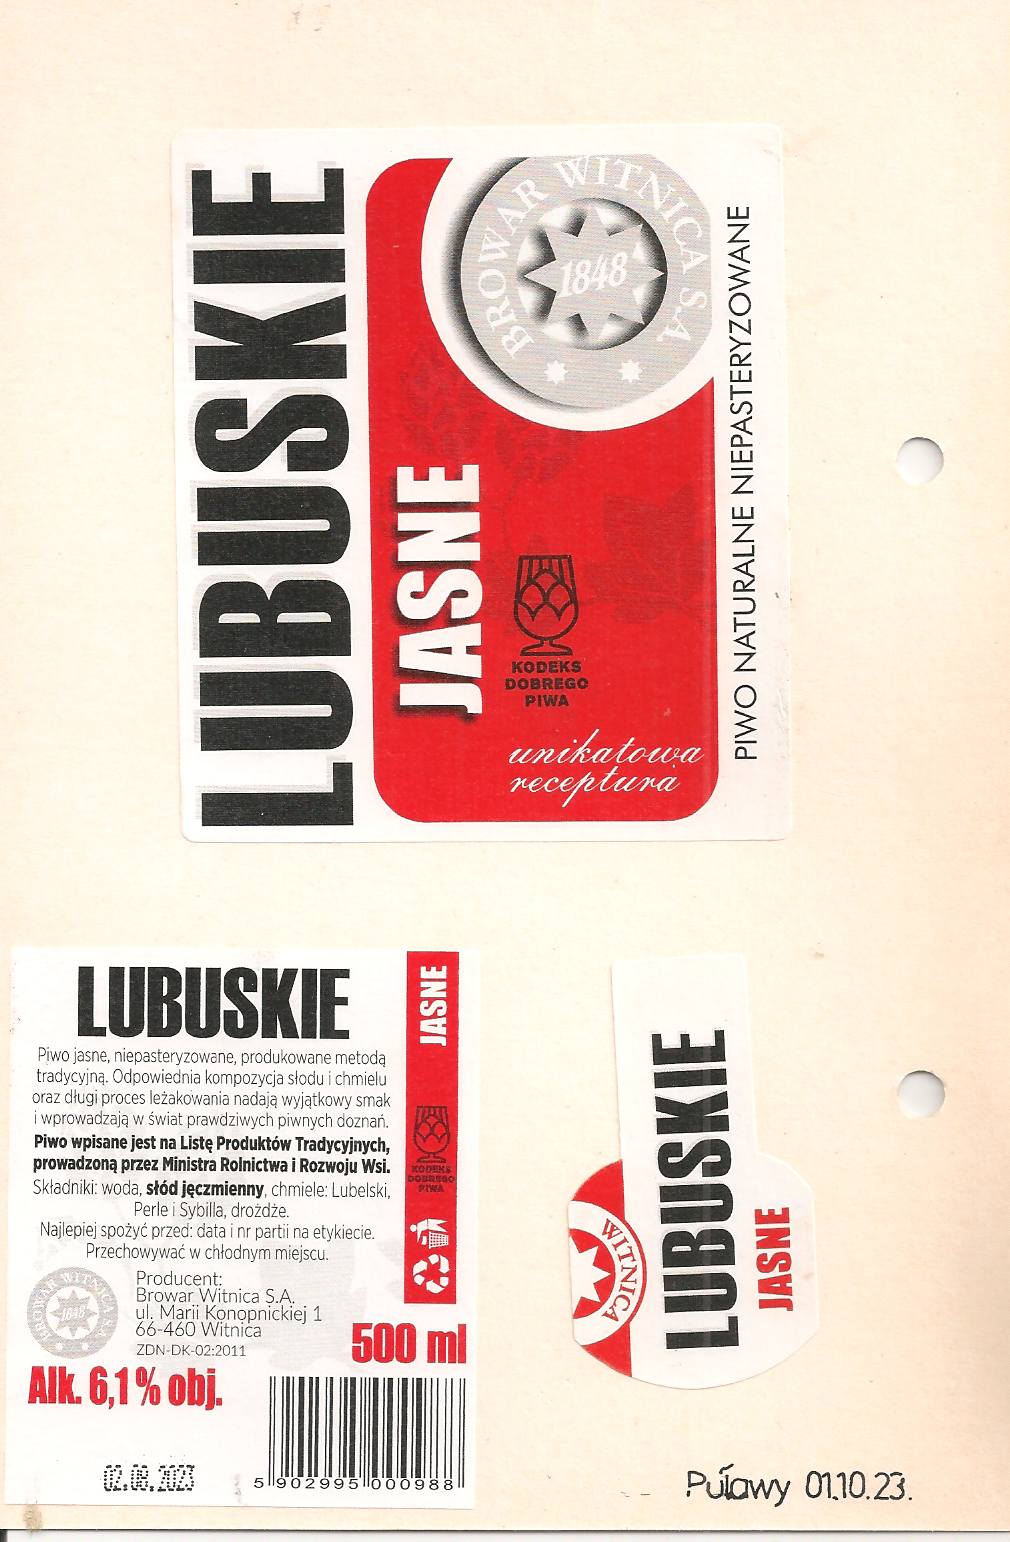 LUBUSKIE
BROWAR WITNICA S.A.
1848
JASNE
KODEKS
DOBREGO
PIWA
unikatowa
receptura
PIWO NATURALNE NIEPASTERYZOWANE
LUBUSKIE
Piwo jasne, niepasteryzowane, produkowane metodą
tradycyjną. Odpowiednia kompozycja słodu i chmielu
oraz długi proces leżakowania nadają wyjątkowy smak
i wprowadzają w świat prawdziwych piwnych doznań.
Piwo wpisane jest na Listę Produktów Tradycyjnych,
prowadzoną przez Ministra Rolnictwa i Rozwoju Wsi.
Składniki: woda, słód jęczmienny, chmiele: Lubelski,
Perle i Sybilla, drożdże.
Najlepiej spożyć przed: data i nr partii na etykiecie.
Przechowywać w chłodnym miejscu.
BROWAR WITNICA S.A.
1848
Producent:
Browar Witnica S.A.
ul. Marii Konopnickiej 1
66-460 Witnica
ZDN-DK-02:2011
500 ml
Alk. 6,1% obj.
02.08.2023
5 902995 000988
JASNE
KODEKS
DOBREGO
PIWA
WITNICA
LUBUSKIE
JASNE
Puławy 01.10.23.